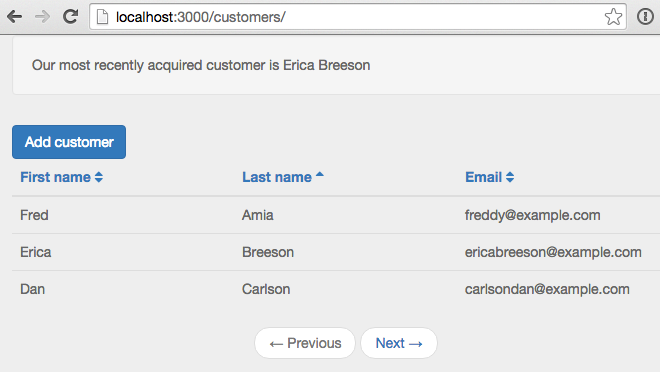 localhost:3000/customers/
Our most recently acquired customer is Erica Breeson
Add customer
First name Last name Email
Fred Amia freddy@example.com
Erica Breeson ericabreeson@example.com
Dan Carlson carlsondan@example.com
← Previous Next →